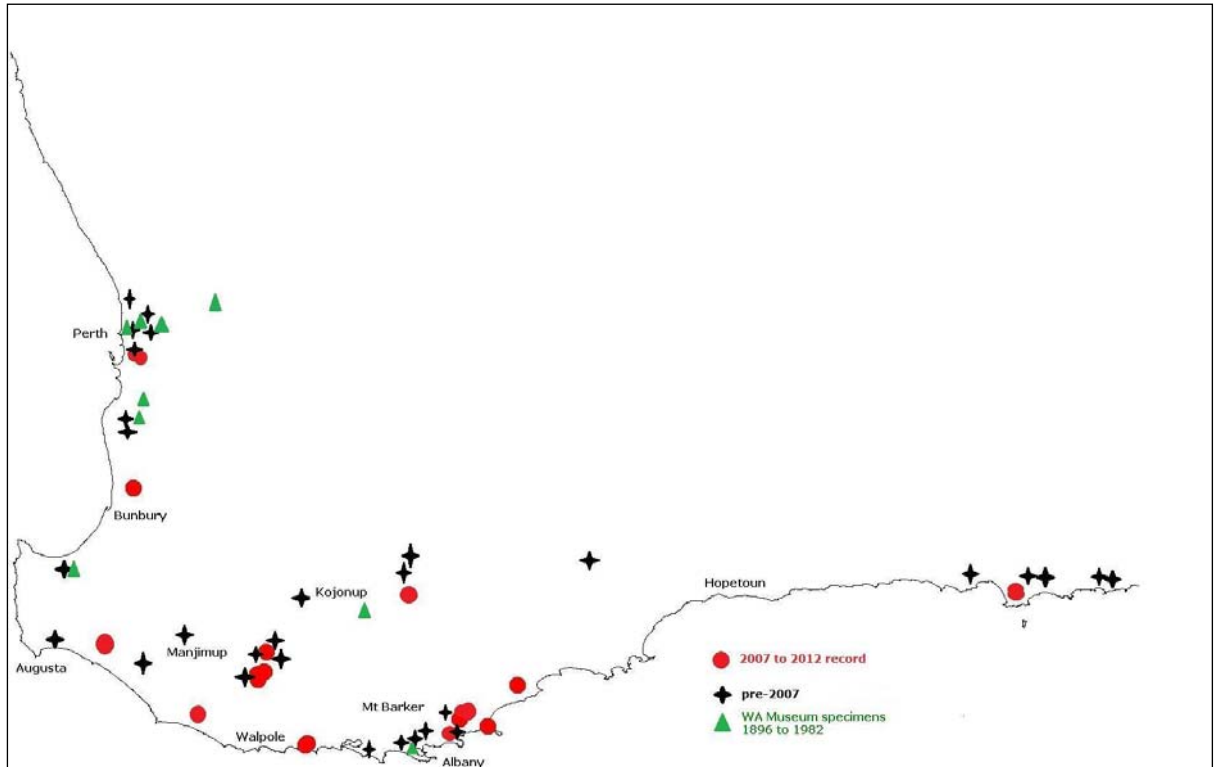 Perth
Bunbury
Kojonup
Hopetoun
Manjimup
Augusta
2007 to 2012 record
pre-2007
Mt Barker
WA Museum specimens
1896 to 1982
Walpole
Albany